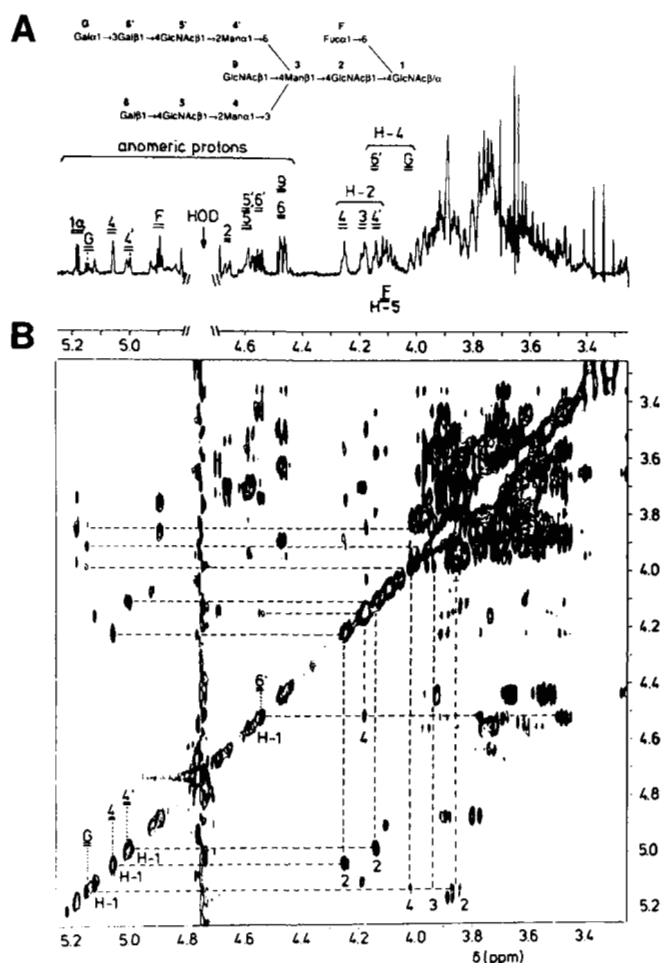 A
G 6' 5' 4' F
Galα1→3Galβ1→4GlcNAcβ1→2Manα1→6 Fucα1→6
9 3 2 1
GlcNAcβ1→4Manβ1→4GlcNAcβ1→4GlcNAcβ/α
6 5 4
Galβ1→4GlcNAcβ1→2Manα1→3
anomeric protons
H-4
6' G
H-2
9
1α G 4 4' F HOD 2 5 5' 6' 6 4 3 4'
F
H-5
5.2 5.0 4.6 4.4 4.2 4.0 3.8 3.6
B
3.4
3.6
3.8
4.0
4.2
6'
H-1 4
4.4
4.6
4.8
G 4 4' H-1
H-1 2 2
H-1 4 3 2
5.0
5.2
5.2 5.0 4.8 4.6 4.4 4.2 4.0 3.8 3.6 3.4
δ(ppm)